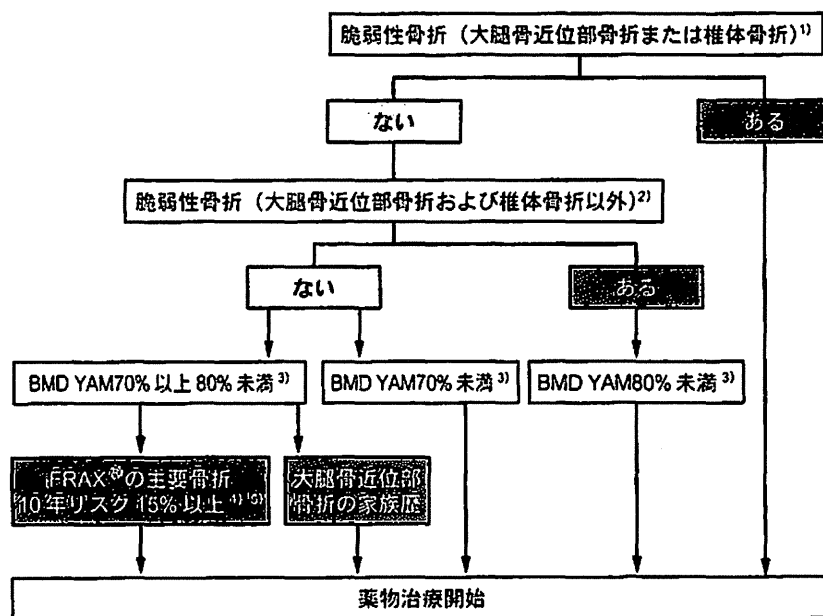 脆弱性骨折（大腿骨近位部骨折または椎体骨折）1)
ない
ある
脆弱性骨折（大腿骨近位部骨折および椎体骨折以外）2)
ない
ある
BMD YAM70%以上80%未満3)
BMD YAM70%未満3)
BMD YAM80%未満3)
FRAX®の主要骨折
10年リスク15%以上4)5)
大腿骨近位部
骨折の家族歴
薬物治療開始